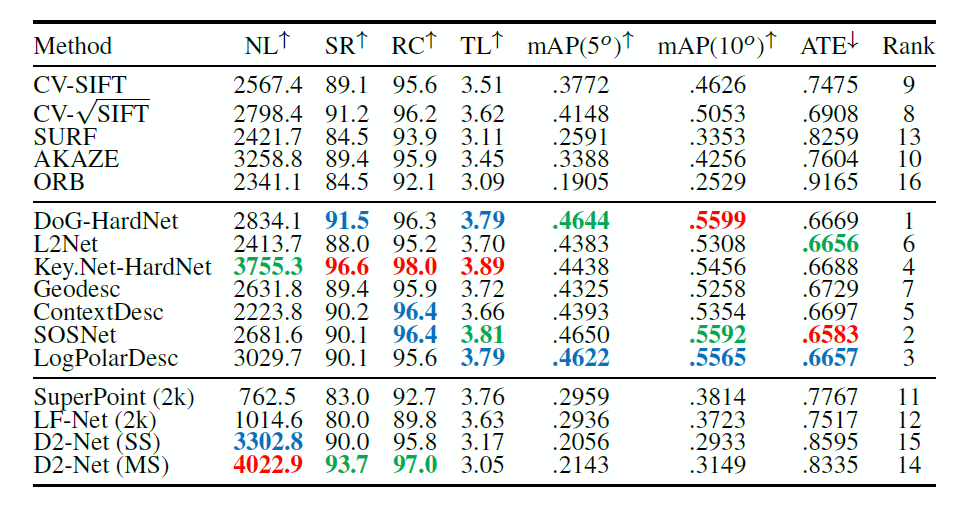 Method NL↑ SR↑ RC↑ TL↑ mAP(5°)↑ mAP(10°)↑ ATE↓ Rank
CV-SIFT 2567.4 89.1 95.6 3.51 .3772 .4626 .7475 9
CV-√SIFT 2798.4 91.2 96.2 3.62 .4148 .5053 .6908 8
SURF 2421.7 84.5 93.9 3.11 .2591 .3353 .8259 13
AKAZE 3258.8 89.4 95.9 3.45 .3388 .4256 .7604 10
ORB 2341.1 84.5 92.1 3.09 .1905 .2529 .9165 16
DoG-HardNet 2834.1 91.5 96.3 3.79 .4644 .5599 .6669 1
L2Net 2413.7 88.0 95.2 3.70 .4383 .5308 .6656 6
Key.Net-HardNet 3755.3 96.6 98.0 3.89 .4438 .5456 .6688 4
Geodesc 2631.8 89.4 95.9 3.72 .4325 .5258 .6729 7
ContextDesc 2223.8 90.2 96.4 3.66 .4393 .5354 .6697 5
SOSNet 2681.6 90.1 96.4 3.81 .4650 .5592 .6583 2
LogPolarDesc 3029.7 90.1 95.6 3.79 .4622 .5565 .6657 3
SuperPoint (2k) 762.5 83.0 92.7 3.76 .2959 .3814 .7767 11
LF-Net (2k) 1014.6 80.0 89.8 3.63 .2936 .3723 .7517 12
D2-Net (SS) 3302.8 90.0 95.8 3.17 .2056 .2933 .8595 15
D2-Net (MS) 4022.9 93.7 97.0 3.05 .2143 .3149 .8335 14